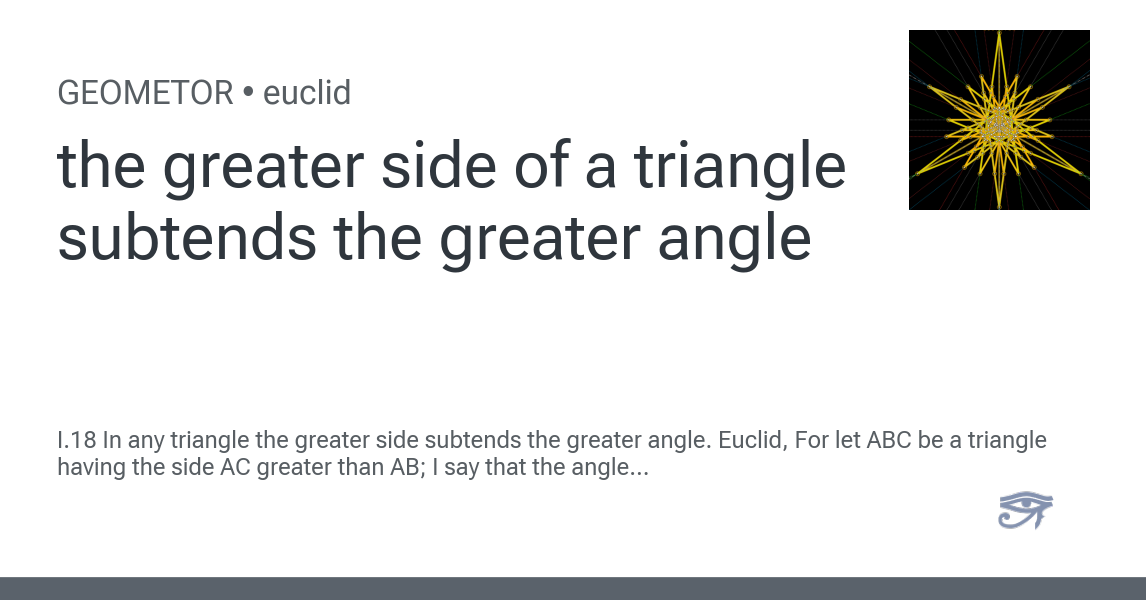 GEOMETOR • euclid
the greater side of a triangle
subtends the greater angle
I.18 In any triangle the greater side subtends the greater angle. Euclid, For let ABC be a triangle
having the side AC greater than AB; I say that the angle...